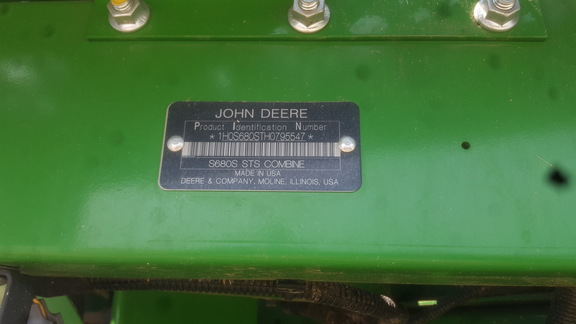 JOHN DEERE
Product Identification Number
*1H0S680STH0795547*
S680S STS COMBINE
MADE IN USA
DEERE & COMPANY, MOLINE, ILLINOIS, USA